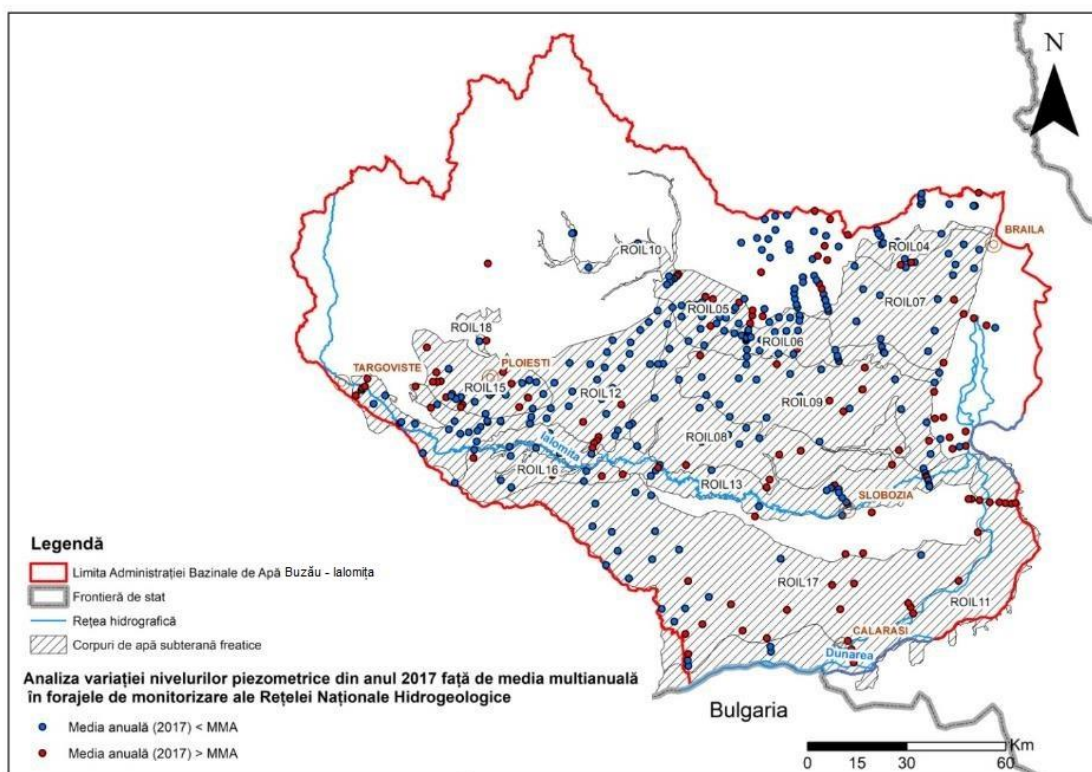 N
BRAILA
ROIL04
ROIL10
ROIL07
ROIL05
ROIL06
ROIL18
PLOIESTI
TARGOVISTE
ROIL15
ROIL12
ROIL09
Ialomita
ROIL08
ROIL16
ROIL13
SLOBOZIA
ROIL17
ROIL11
CALARASI
Dunarea
Bulgaria
Legendă
Limita Administrației Bazinale de Apă Buzău - Ialomița
Frontieră de stat
Rețea hidrografică
Corpuri de apă subterană freatice
Analiza variației nivelurilor piezometrice din anul 2017 față de media multianuală
în forajele de monitorizare ale Rețelei Naționale Hidrogeologice
Media anuală (2017) < MMA
Media anuală (2017) > MMA
Km
0 15 30 60